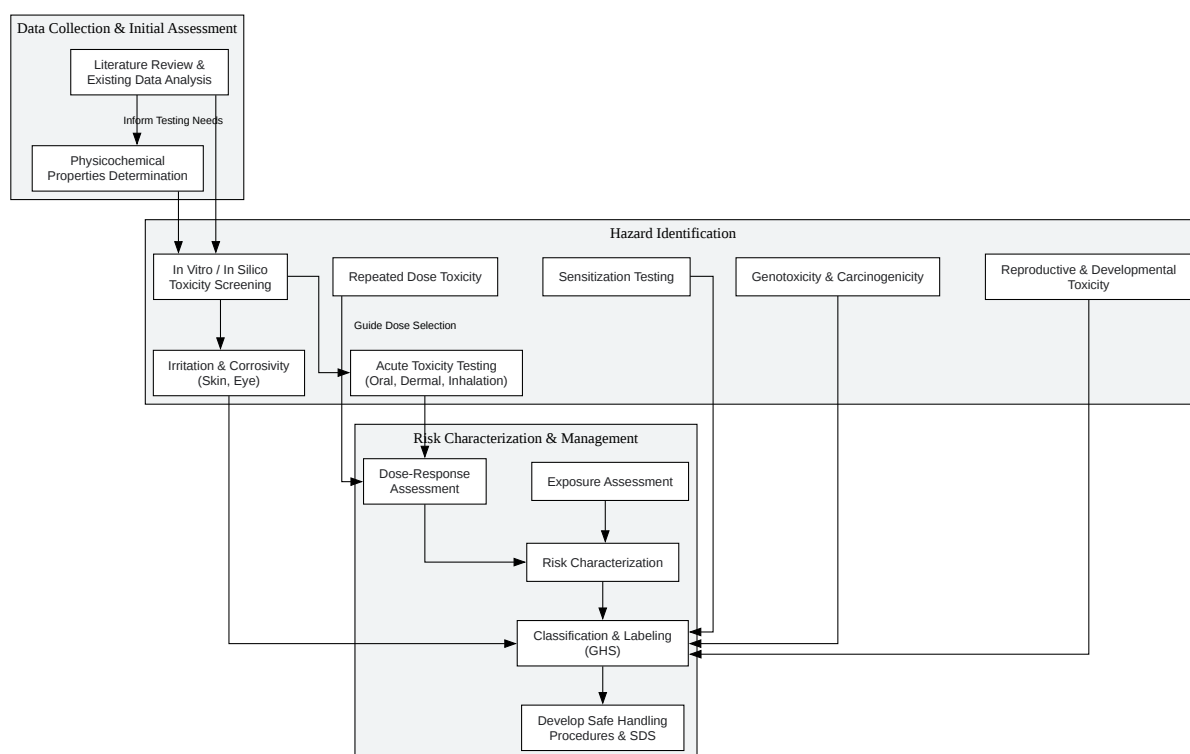 Data Collection & Initial Assessment
Literature Review &
Existing Data Analysis
Inform Testing Needs
Physicochemical
Properties Determination
Hazard Identification
In Vitro / In Silico
Toxicity Screening
Repeated Dose Toxicity
Sensitization Testing
Genotoxicity & Carcinogenicity
Reproductive & Developmental
Toxicity
Guide Dose Selection
Irritation & Corrosivity
(Skin, Eye)
Acute Toxicity Testing
(Oral, Dermal, Inhalation)
Risk Characterization & Management
Dose-Response
Assessment
Exposure Assessment
Risk Characterization
Classification & Labeling
(GHS)
Develop Safe Handling
Procedures & SDS